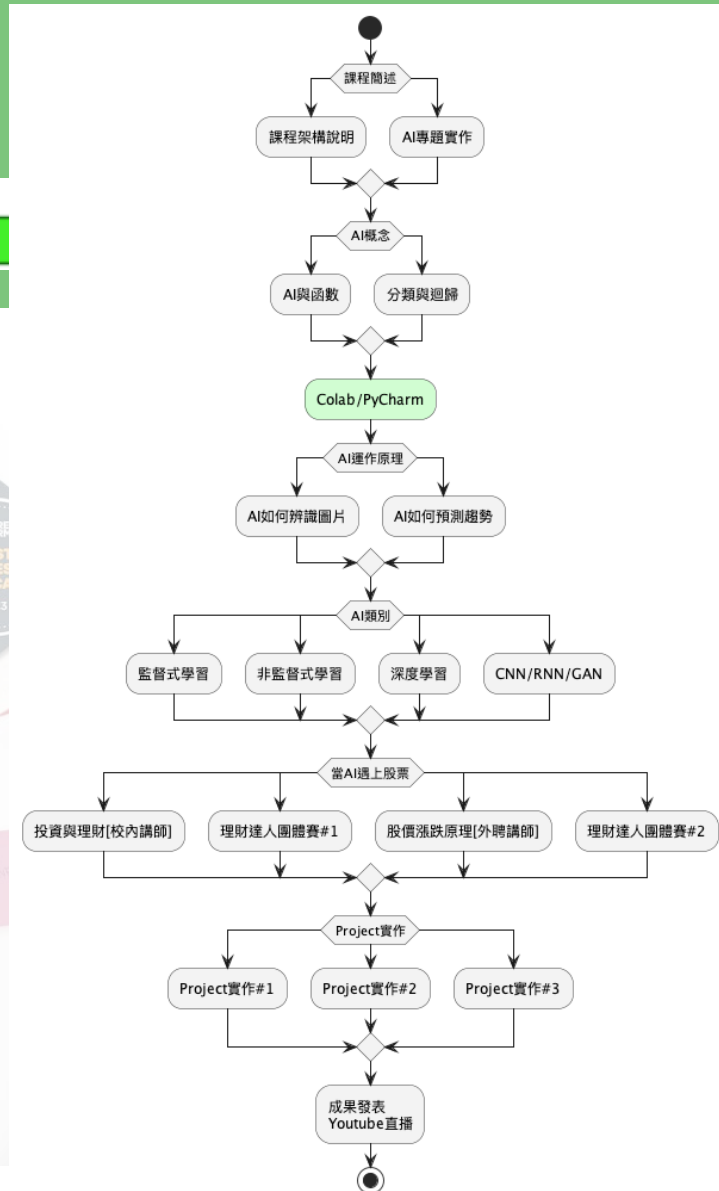 課程簡述
課程架構說明
AI專題實作
AI概念
AI與函數
分類與迴歸
Colab/PyCharm
AI運作原理
AI如何辨識圖片
AI如何預測趨勢
AI類別
監督式學習
非監督式學習
深度學習
CNN/RNN/GAN
當AI遇上股票
投資與理財[校內講師]
理財達人團體賽#1
股價漲跌原理[外聘講師]
理財達人團體賽#2
Project實作
Project實作#1
Project實作#2
Project實作#3
成果發表
Youtube直播